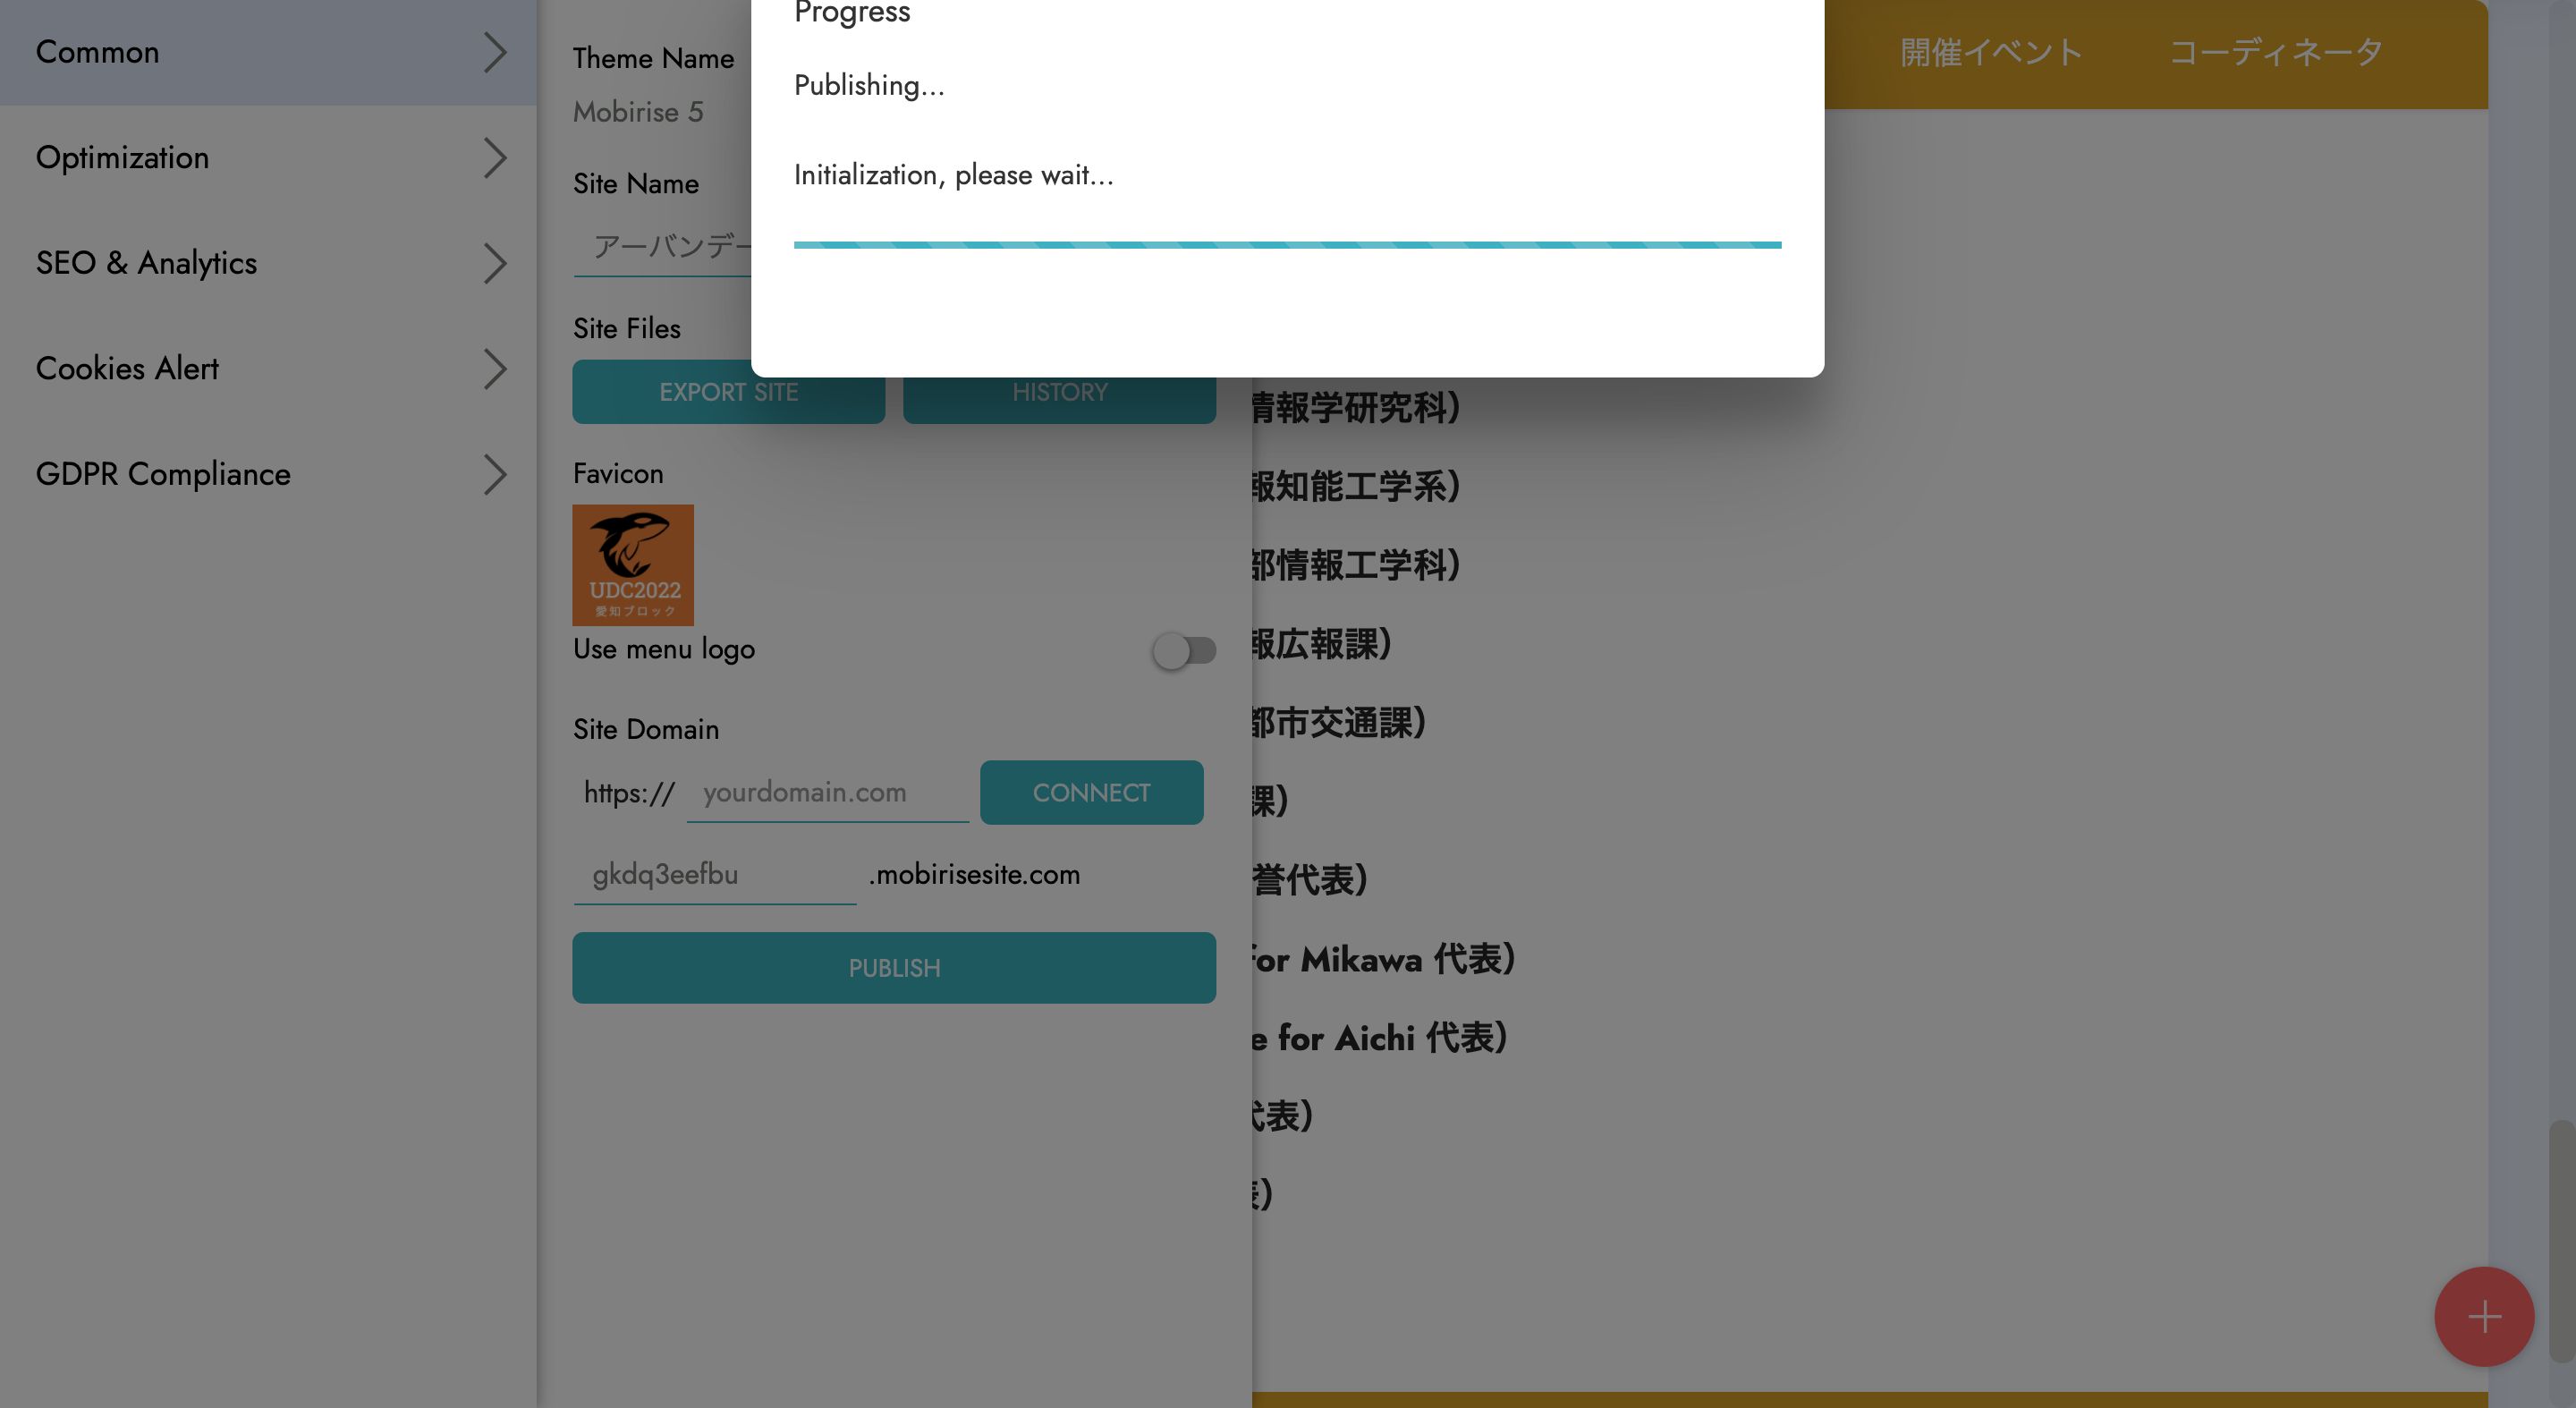 Common
Optimization
SEO & Analytics
Cookies Alert
GDPR Compliance
Theme Name
Mobirise 5
Site Name
アーバンデー
Site Files
EXPORT SITE
HISTORY
Favicon
UDC2022
愛知ブロック
Use menu logo
Site Domain
https://
yourdomain.com
CONNECT
gkdq3eefbu
.mobirisesite.com
PUBLISH
Progress
Publishing...
Initialization, please wait...
開催イベント
コーディネータ
情報学研究科）
報知能工学系）
部情報工学科）
報広報課）
都市交通課）
課）
誉代表）
for Mikawa 代表）
e for Aichi 代表）
代表）
）